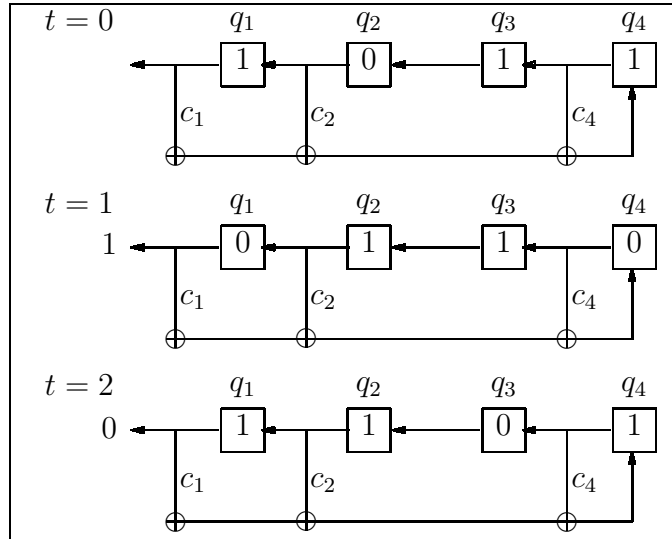 t = 0 q₁ q₂ q₃ q₄
1 0 1 1
c₁ c₂ c₄
t = 1 q₁ q₂ q₃ q₄
1 0 1 1 0
c₁ c₂ c₄
t = 2 q₁ q₂ q₃ q₄
0 1 1 0 1
c₁ c₂ c₄